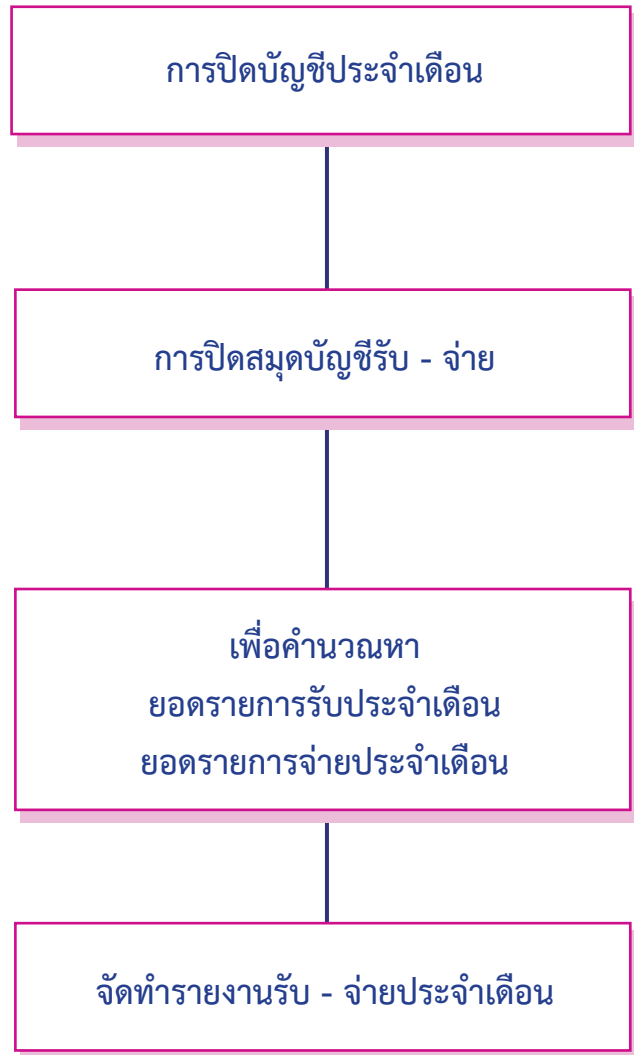 การปิดบัญชีประจำเดือน
การปิดสมุดบัญชีรับ - จ่าย
เพื่อคำนวณหา
ยอดรายการรับประจำเดือน
ยอดรายการจ่ายประจำเดือน
จัดทำรายงานรับ - จ่ายประจำเดือน